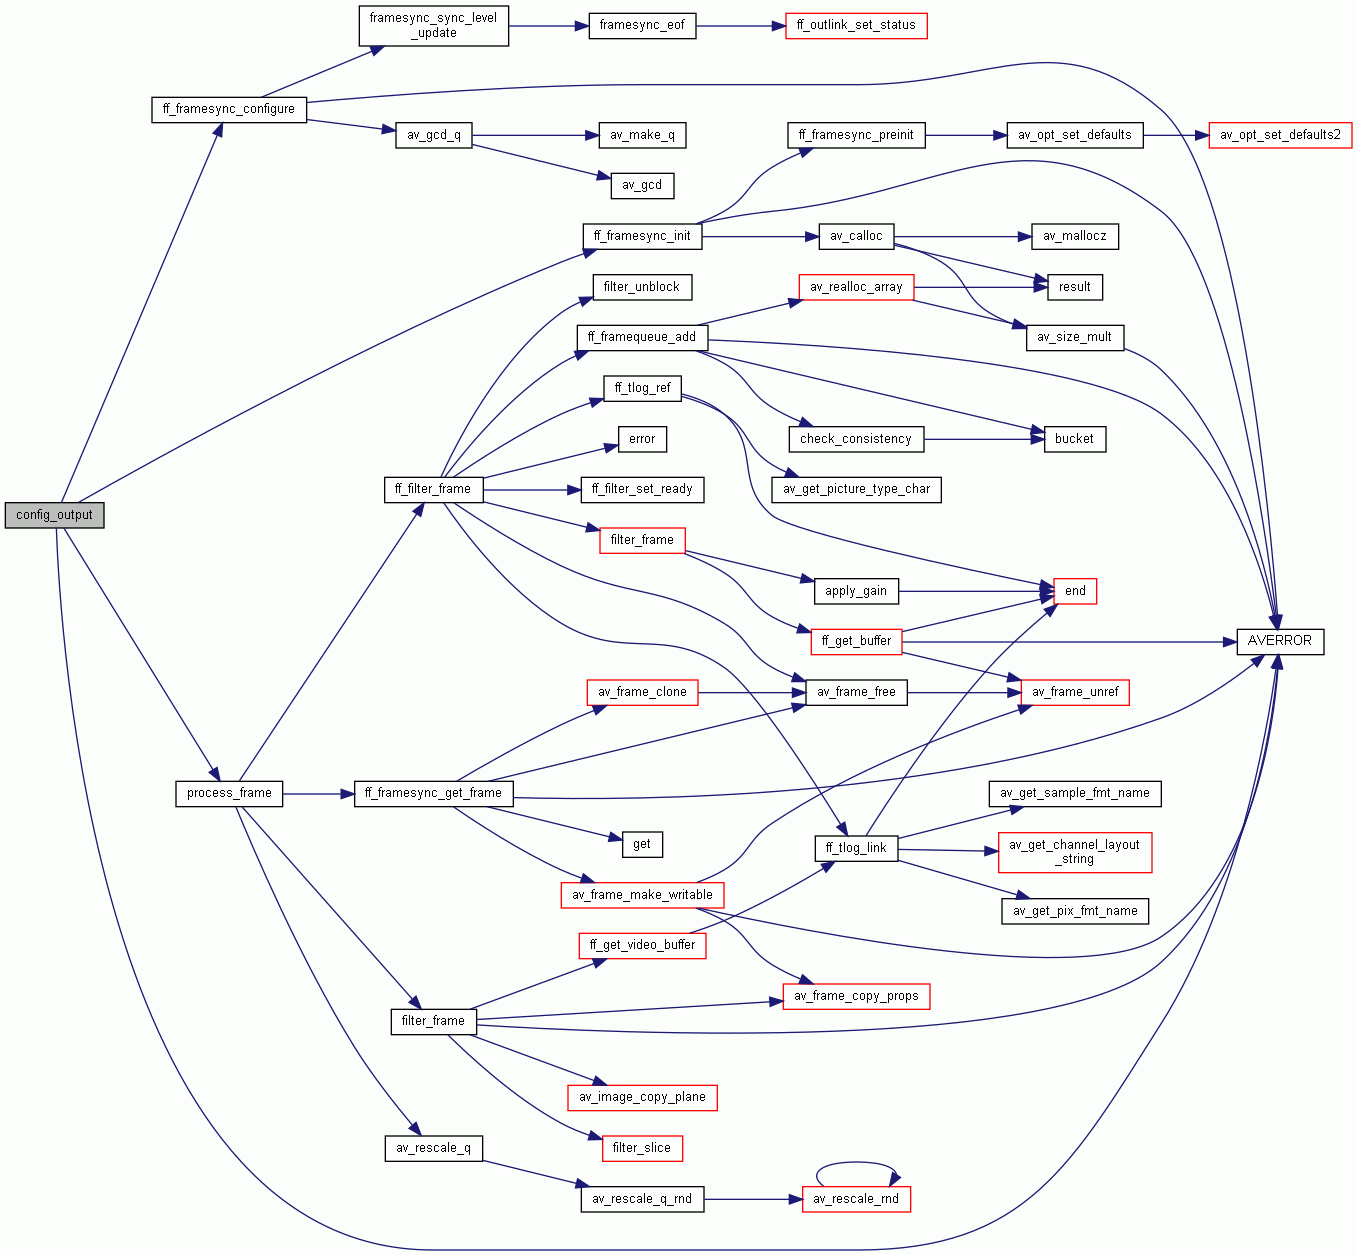 framesync_sync_level
_update
framesync_eof
ff_outlink_set_status
ff_framesync_configure
av_gcd_q
av_make_q
ff_framesync_preinit
av_opt_set_defaults
av_opt_set_defaults2
av_gcd
ff_framesync_init
av_calloc
av_mallocz
filter_unblock
av_realloc_array
result
ff_framequeue_add
av_size_mult
ff_tlog_ref
error
check_consistency
bucket
ff_filter_frame
ff_filter_set_ready
av_get_picture_type_char
config_output
filter_frame
apply_gain
end
ff_get_buffer
AVERROR
av_frame_clone
av_frame_free
av_frame_unref
process_frame
ff_framesync_get_frame
av_get_sample_fmt_name
get
ff_tlog_link
av_get_channel_layout
_string
av_frame_make_writable
av_get_pix_fmt_name
ff_get_video_buffer
av_frame_copy_props
filter_frame
av_image_copy_plane
av_rescale_q
filter_slice
av_rescale_q_rnd
av_rescale_rnd